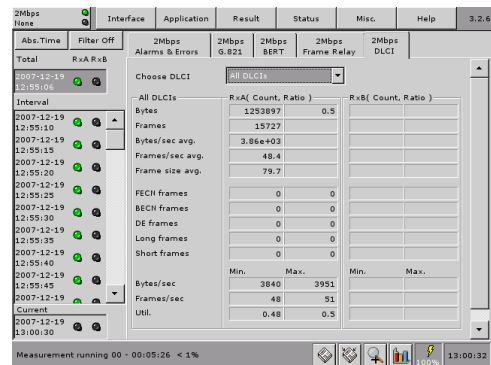 2Mbps
None
Interface Application Result Status Misc. Help 3.2.6
Abs.Time Filter Off
2Mbps Alarms & Errors
2Mbps G.821
2Mbps BERT
2Mbps Frame Relay
2Mbps DLCI
Total RxA RxB
2007-12-19
12:55:06
Interval
2007-12-19
12:55:10
2007-12-19
12:55:15
2007-12-19
12:55:20
2007-12-19
12:55:25
2007-12-19
12:55:30
2007-12-19
12:55:35
2007-12-19
12:55:40
2007-12-19
12:55:45
2007-12-19
Current
2007-12-19
13:00:30
Choose DLCI All DLCIs
All DLCIs RxA( Count, Ratio ) RxB( Count, Ratio )
Bytes 1253897 0.5
Frames 15727
Bytes/sec avg. 3.86e+03
Frames/sec avg. 48.4
Frame size avg. 79.7
FECN frames 0 0
BECN frames 0 0
DE frames 0 0
Long frames 0 0
Short frames 0 0
Min. Max. Min. Max.
Bytes/sec 3840 3951
Frames/sec 48 51
Util. 0.48 0.5
Measurement running 00 - 00:05:26 < 1% 100% 13:00:32